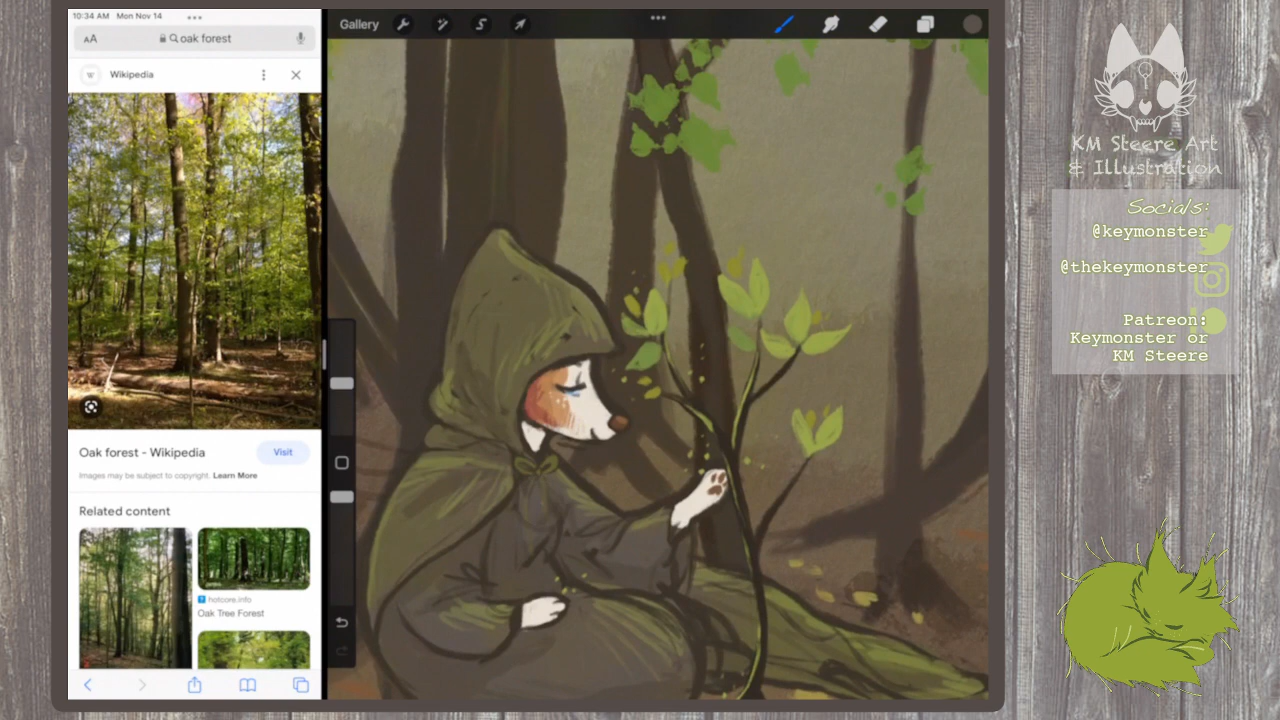 10:34 AM Mon Nov 14
AA
oak forest
W
Wikipedia
Oak forest - Wikipedia
Visit
Images may be subject to copyright. Learn More
Related content
hotcore.info
Oak Tree Forest
Gallery
KM Steere Art
& Illustration
Socials:
@keymonster
@thekeymonster
Patreon:
Keymonster or
KM Steere